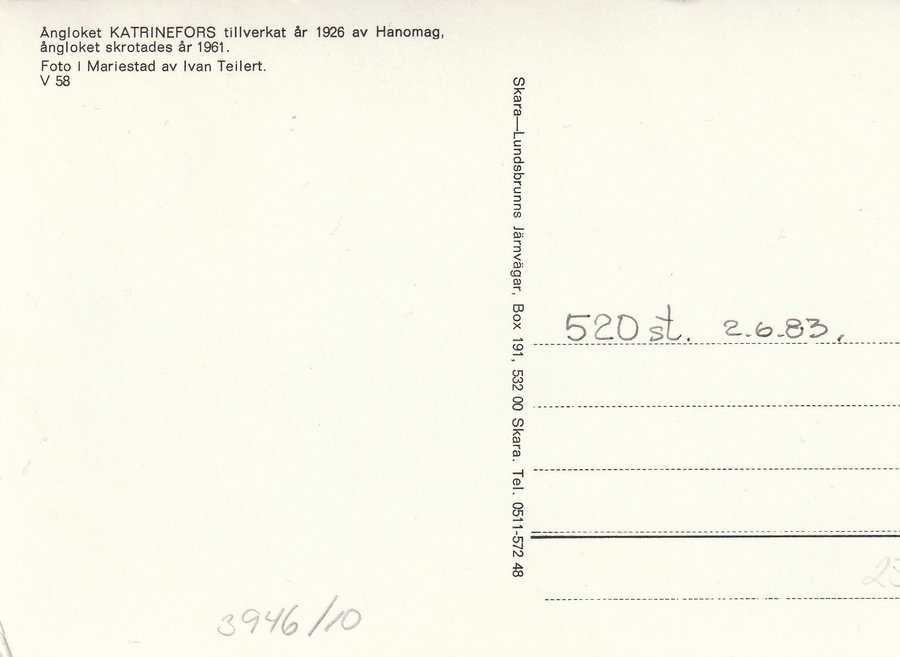 Ångloket KATRINEFORS tillverkat år 1926 av Hanomag,
ångloket skrotades år 1961.
Foto i Mariestad av Ivan Teilert.
V 58
Skara—Lundsbrunns Järnvägar, Box 191, 532 00 Skara. Tel. 0511-572 48
520 st. 2.6.83.
3946/10